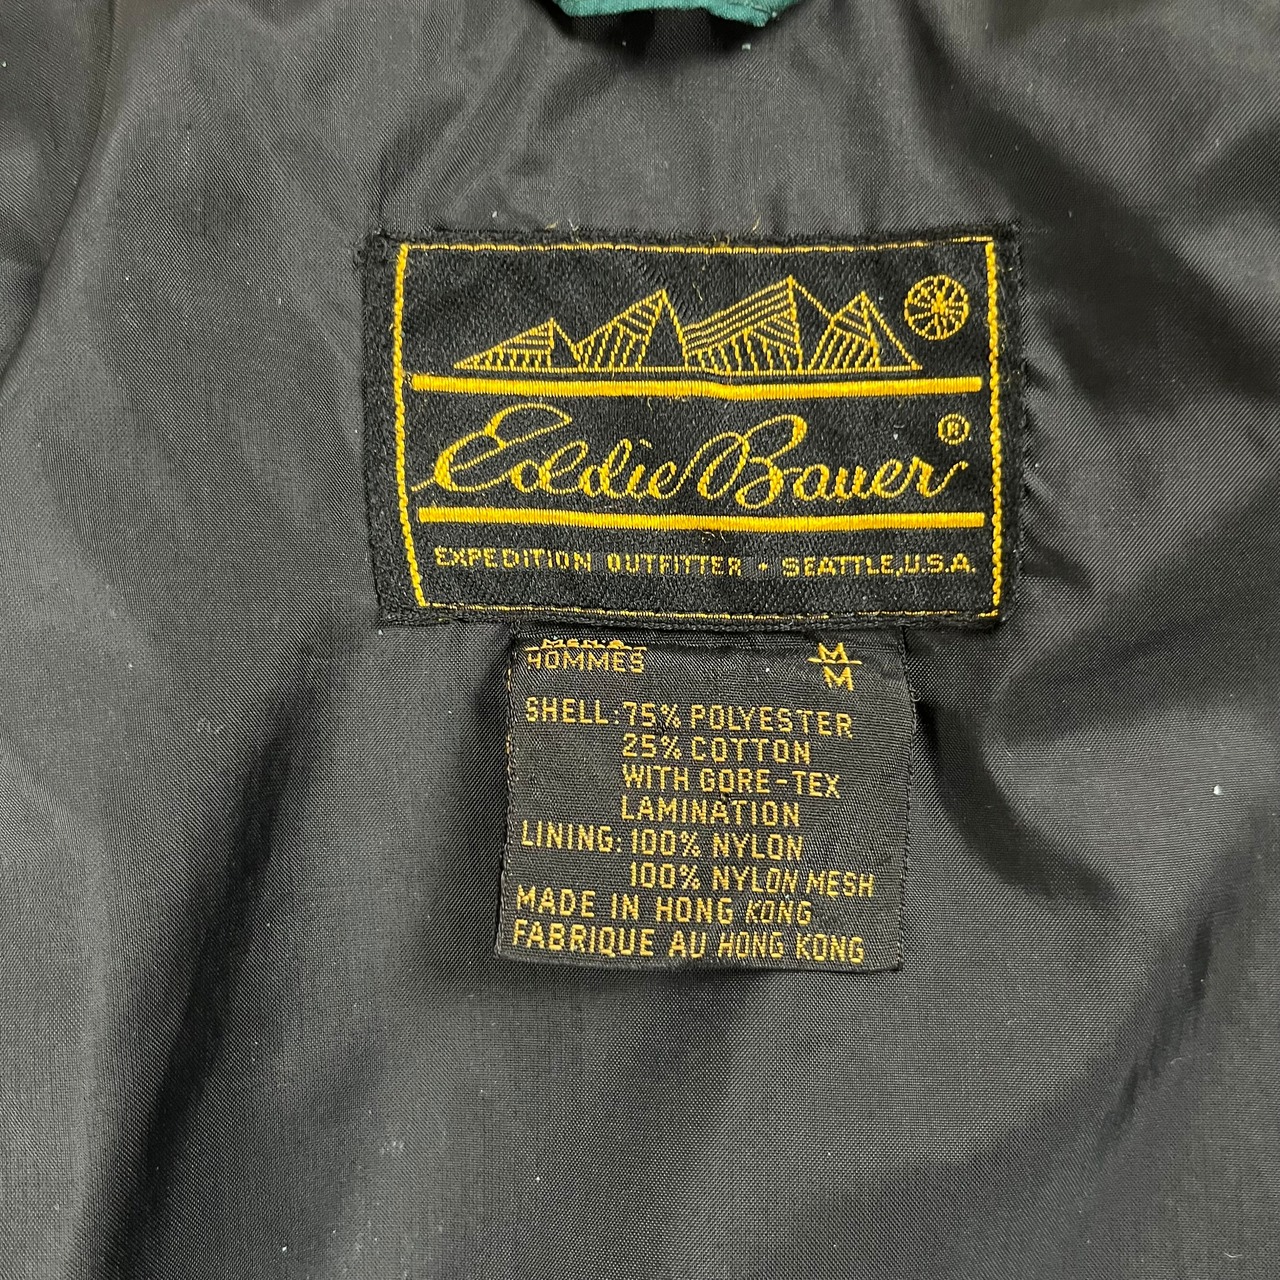 Eddie Bauer ®
EXPEDITION OUTFITTER • SEATTLE, U.S.A.
MEN'S M
HOMMES M
SHELL: 75% POLYESTER
25% COTTON
WITH GORE-TEX
LAMINATION
LINING: 100% NYLON
100% NYLON MESH
MADE IN HONG KONG
FABRIQUE AU HONG KONG